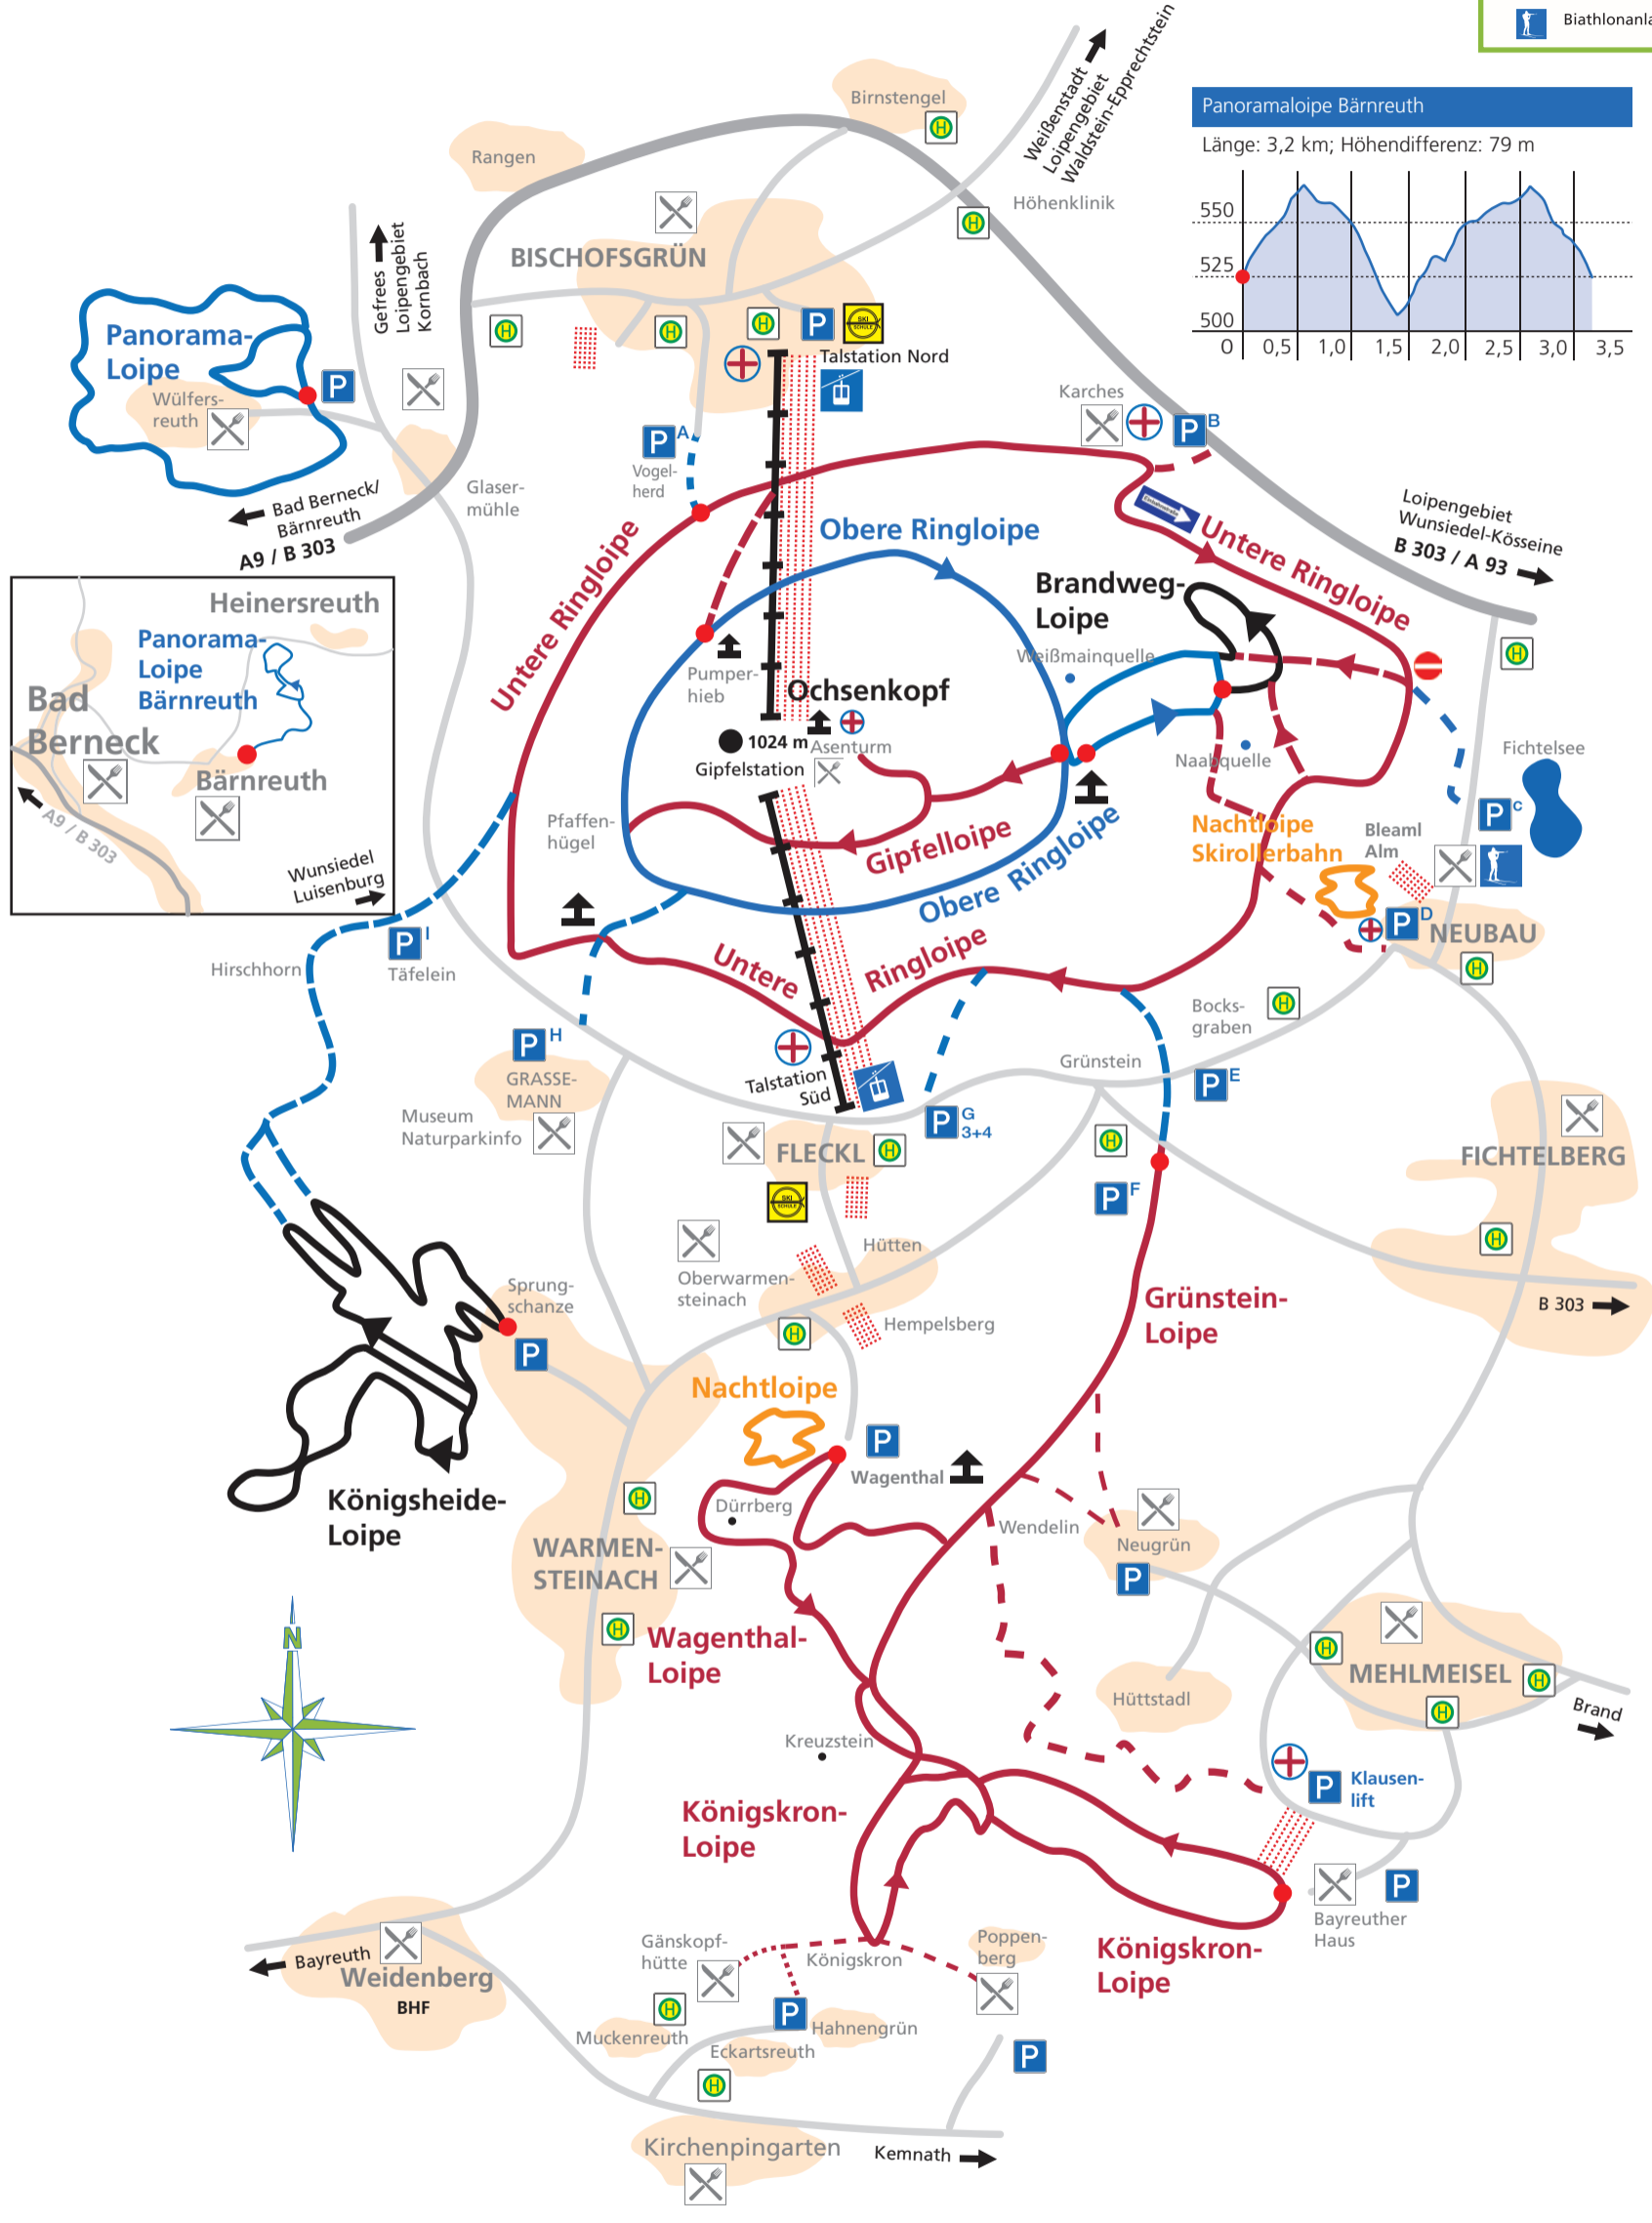 Biathlonanla
Panoramaloipe Bärnreuth
Länge: 3,2 km; Höhendifferenz: 79 m
550
525
500
0
0,5
1,0
1,5
2,0
2,5
3,0
3,5
Birnstengel
Weißenstadt
Loipengebiet
Waldstein-Epprechtstein
Rangen
Höhenklinik
BISCHOFSGRÜN
Gefrees
Loipengebiet
Kornbach
Panorama-
Loipe
Wülfers-
reuth
P
H
H
H
H
H
P
SKI
SCHULE
Talstation Nord
Karches
P B
P A
Vogel-
herd
Glaser-
mühle
Bad Berneck/
Bärnreuth
A9 / B 303
Loipengebiet
Wunsiedel-Kösseine
B 303 / A 93
Untere Ringloipe
Obere Ringloipe
Untere Ringloipe
Brandweg-
Loipe
Weißmainquelle
H
Heinersreuth
Panorama-
Loipe
Bärnreuth
Bad
Berneck
Bärnreuth
A9 / B 303
Wunsiedel
Luisenburg
Pumper-
hieb
Ochsenkopf
1024 m
Asenturm
Gipfelstation
Naabquelle
Fichtelsee
P C
Pfaffen-
hügel
Gipfelloipe
Nachtloipe
Skirollerbahn
Bleaml
Alm
Obere Ringloipe
P D
NEUBAU
H
P I
Täfelein
Hirschhorn
Untere Ringloipe
Bocks-
graben
H
P H
GRASSE-
MANN
Museum
Naturparkinfo
Talstation
Süd
Grünstein
P E
P G
3+4
FLECKL
H
H
P F
FICHTELBERG
H
SKI
SCHULE
Hütten
Oberwarmen-
steinach
Sprung-
schanze
P
Hempelsberg
H
Grünstein-
Loipe
B 303
Nachtloipe
P
Wagenthal
Dürrberg
Königsheide-
Loipe
H
WARMEN-
STEINACH
Wendelin
Neugrün
P
N
H
Wagenthal-
Loipe
H
MEHLMEISEL
H
H
Hüttstadl
Brand
Kreuzstein
P
Klausen-
lift
Königskron-
Loipe
P
Bayreuther
Haus
Bayreuth
Weidenberg
BHF
Gänskopf-
hütte
Königskron
Poppen-
berg
Königskron-
Loipe
H
P
Muckenreuth
Hahnengrün
Eckartsreuth
P
H
Kirchenpingarten
Kemnath